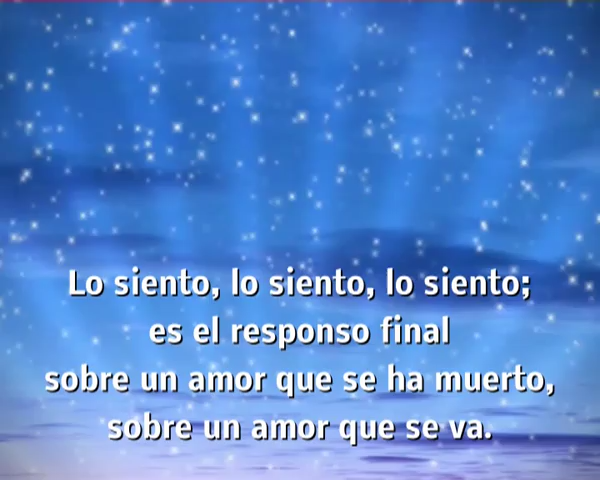 Lo siento, lo siento, lo siento;
es el responso final
sobre un amor que se ha muerto,
sobre un amor que se va.